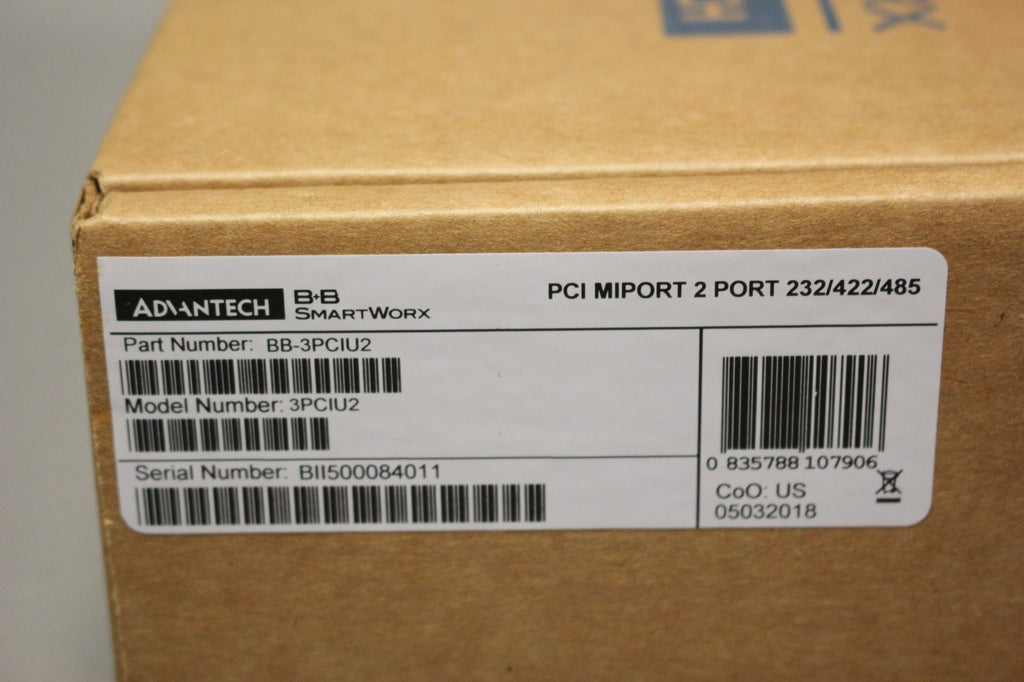 ADVANTECH B+B SMARTWORX
PCI MIPORT 2 PORT 232/422/485
Part Number: BB-3PCIU2
Model Number: 3PCIU2
Serial Number: BII500084011
0 835788 107906
CoO: US
05032018